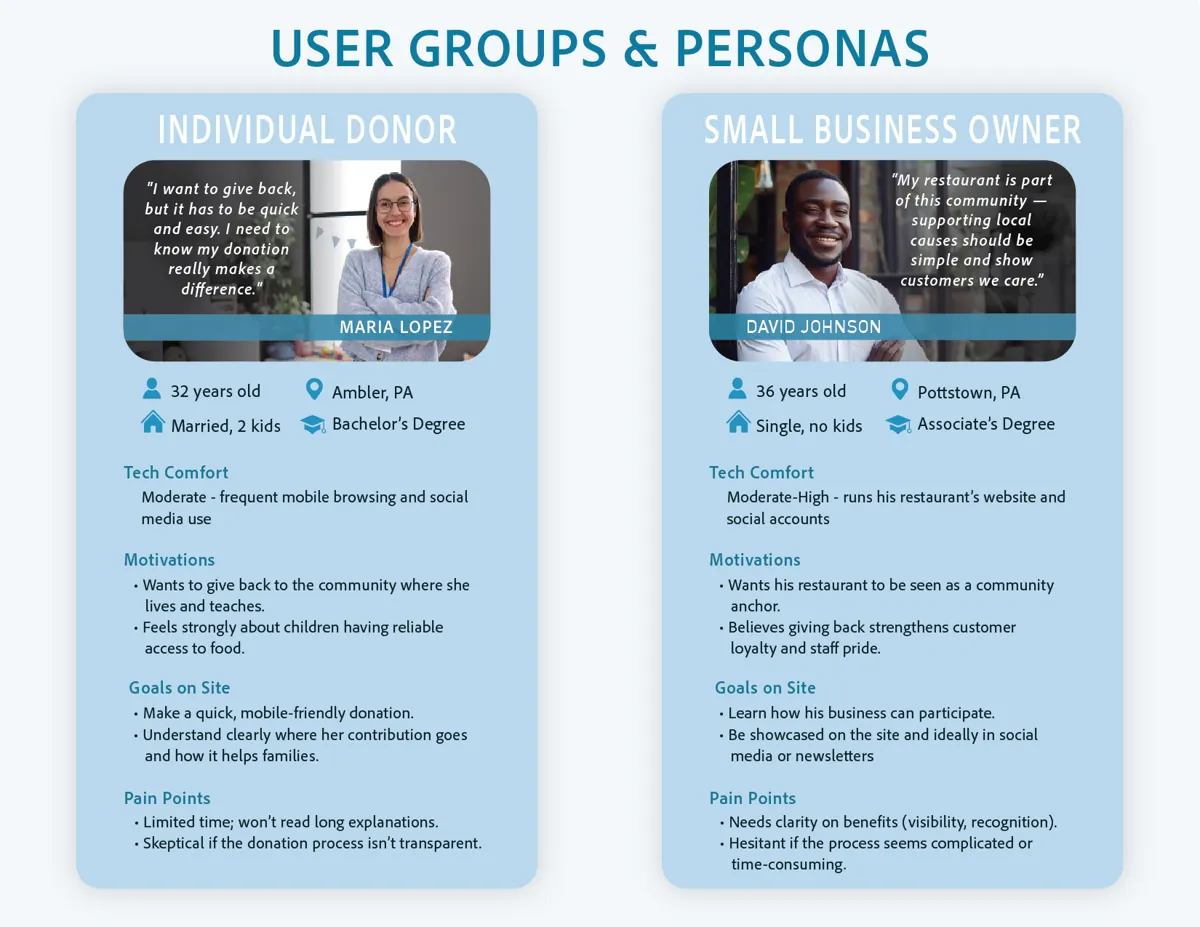 USER GROUPS & PERSONAS
INDIVIDUAL DONOR
"I want to give back,
but it has to be quick
and easy. I need to
know my donation
really makes a
difference."
MARIA LOPEZ
32 years old
Ambler, PA
Married, 2 kids
Bachelor's Degree
Tech Comfort
Moderate - frequent mobile browsing and social
media use
Motivations
• Wants to give back to the community where she
lives and teaches.
• Feels strongly about children having reliable
access to food.
Goals on Site
• Make a quick, mobile-friendly donation.
• Understand clearly where her contribution goes
and how it helps families.
Pain Points
• Limited time; won't read long explanations.
• Skeptical if the donation process isn't transparent.
SMALL BUSINESS OWNER
"My restaurant is part
of this community —
supporting local
causes should be
simple and show
customers we care."
DAVID JOHNSON
36 years old
Pottstown, PA
Single, no kids
Associate's Degree
Tech Comfort
Moderate-High - runs his restaurant's website and
social accounts
Motivations
• Wants his restaurant to be seen as a community
anchor.
• Believes giving back strengthens customer
loyalty and staff pride.
Goals on Site
• Learn how his business can participate.
• Be showcased on the site and ideally in social
media or newsletters
Pain Points
• Needs clarity on benefits (visibility, recognition).
• Hesitant if the process seems complicated or
time-consuming.